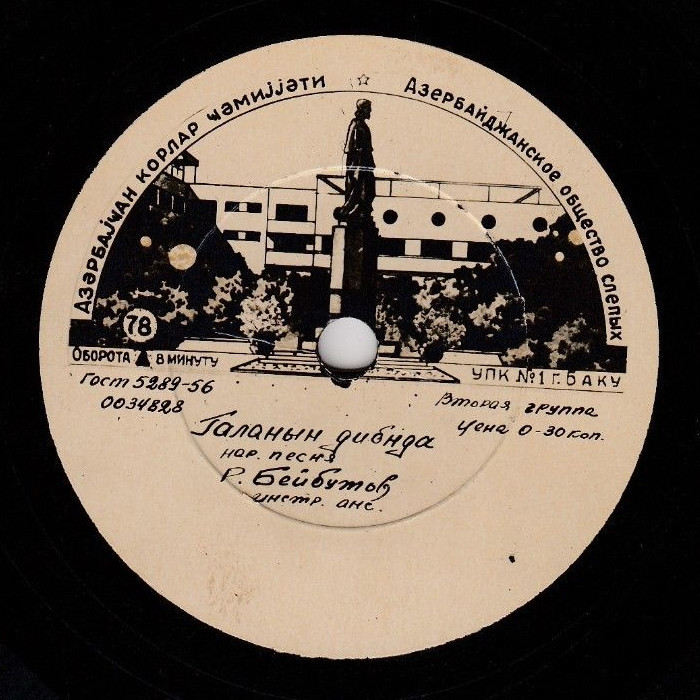 Азәрбајҹан Корлар Ҹәмијјәти ☆ Азербайджанское общество слепых
78
Оборота в минуту
УПК №1 г. Баку
Гост 5289-56
0034828
Вторая группа
Цена 0-30 коп.
Галанын дибнда
нар. песня
Р. Бейбутов
инстр. анс.